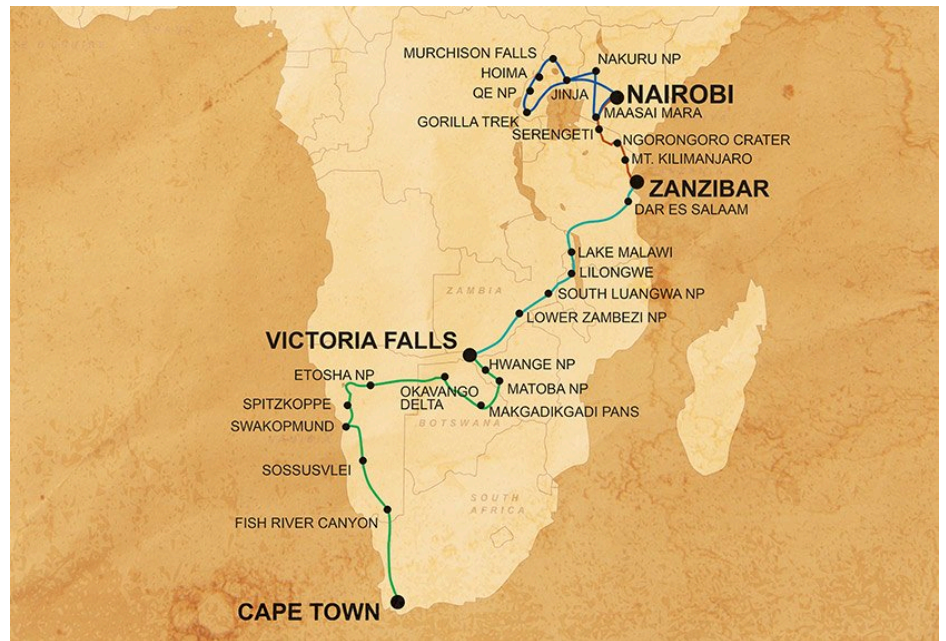 MURCHISON FALLS
NAKURU NP
HOIMA
QE NP
JINJA
NAIROBI
MAASAI MARA
GORILLA TREK
SERENGETI
NGORONGORO CRATER
MT. KILIMANJARO
ZANZIBAR
DAR ES SALAAM
LAKE MALAWI
LILONGWE
ZAMBIA
SOUTH LUANGWA NP
LOWER ZAMBEZI NP
VICTORIA FALLS
HWANGE NP
ETOSHA NP
MATOBA NP
OKAVANGO
DELTA
SPITZKOPPE
MAKGADIKGADI PANS
BOTSWANA
SWAKOPMUND
SOSSUSVLEI
SOUTH
AFRICA
FISH RIVER CANYON
CAPE TOWN